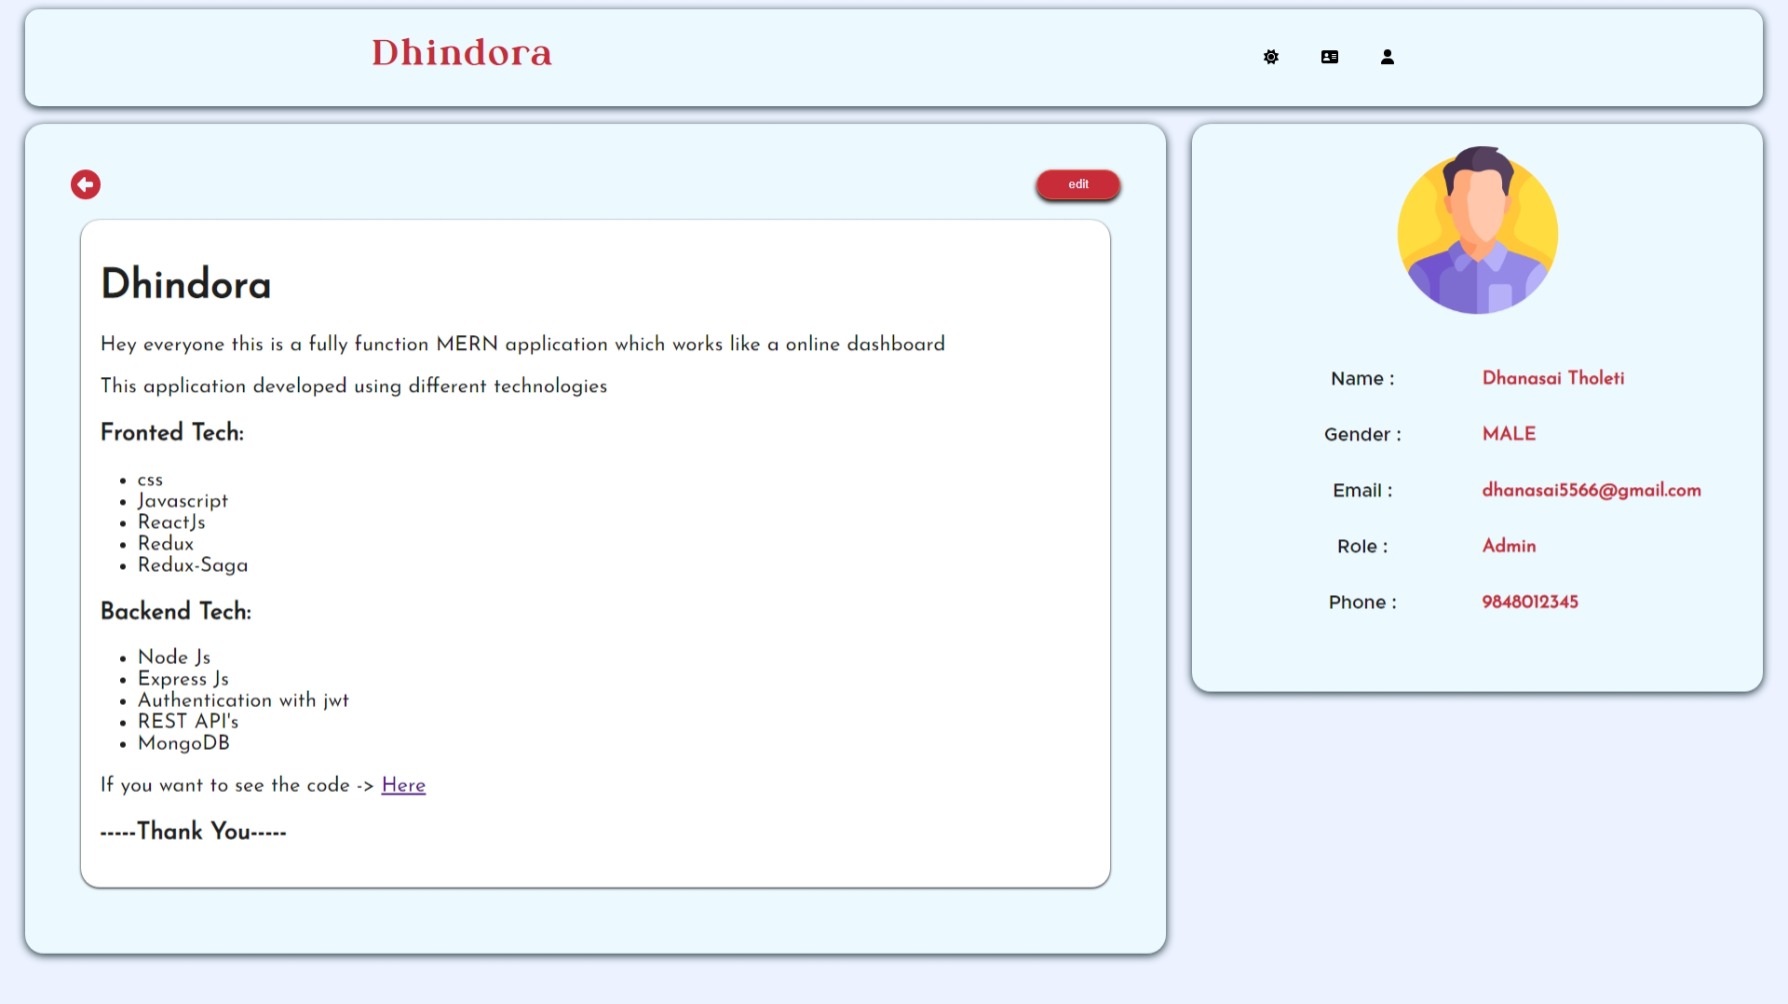 Dhindora
edit
Dhindora
Hey everyone this is a fully function MERN application which works like a online dashboard
This application developed using different technologies
Fronted Tech:
• css
• Javascript
• ReactJs
• Redux
• Redux-Saga
Backend Tech:
• Node Js
• Express Js
• Authentication with jwt
• REST API's
• MongoDB
If you want to see the code -> Here
-----Thank You-----
Name : Dhanasai Tholeti
Gender : MALE
Email : dhanasai5566@gmail.com
Role : Admin
Phone : 9848012345